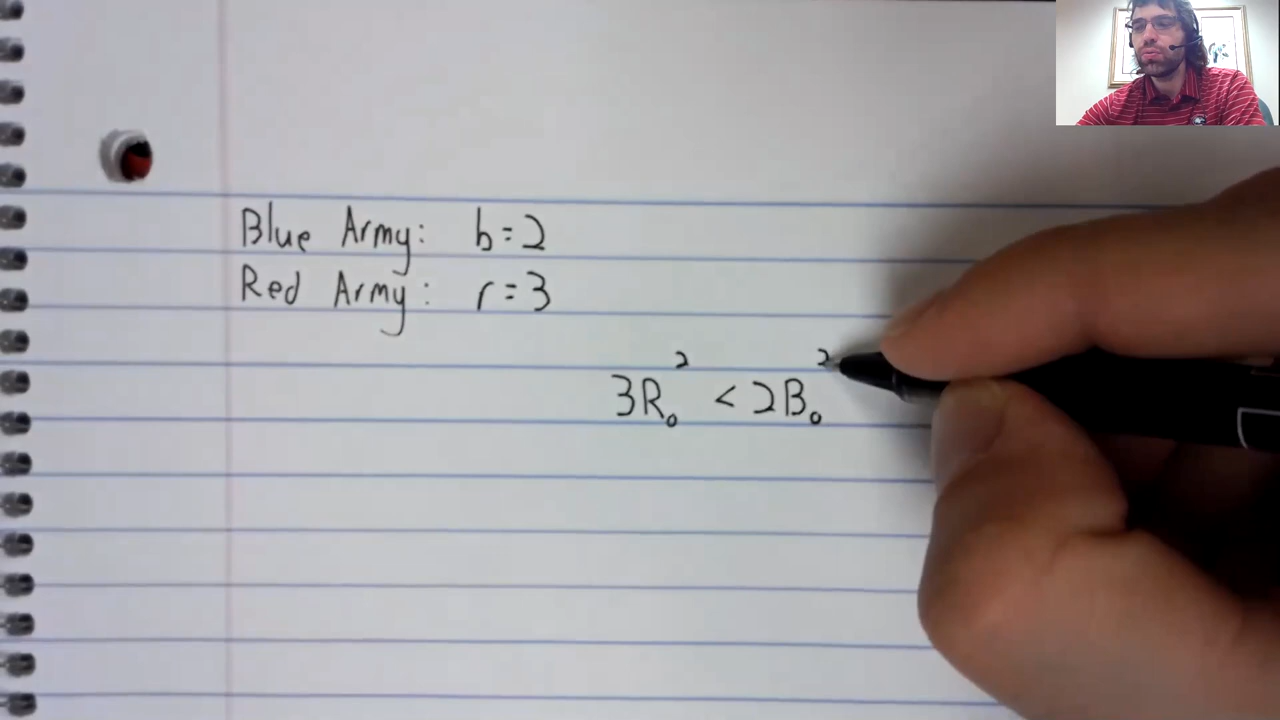 Blue Army: b=2
Red Army: r=3
3R₀² < 2B₀²